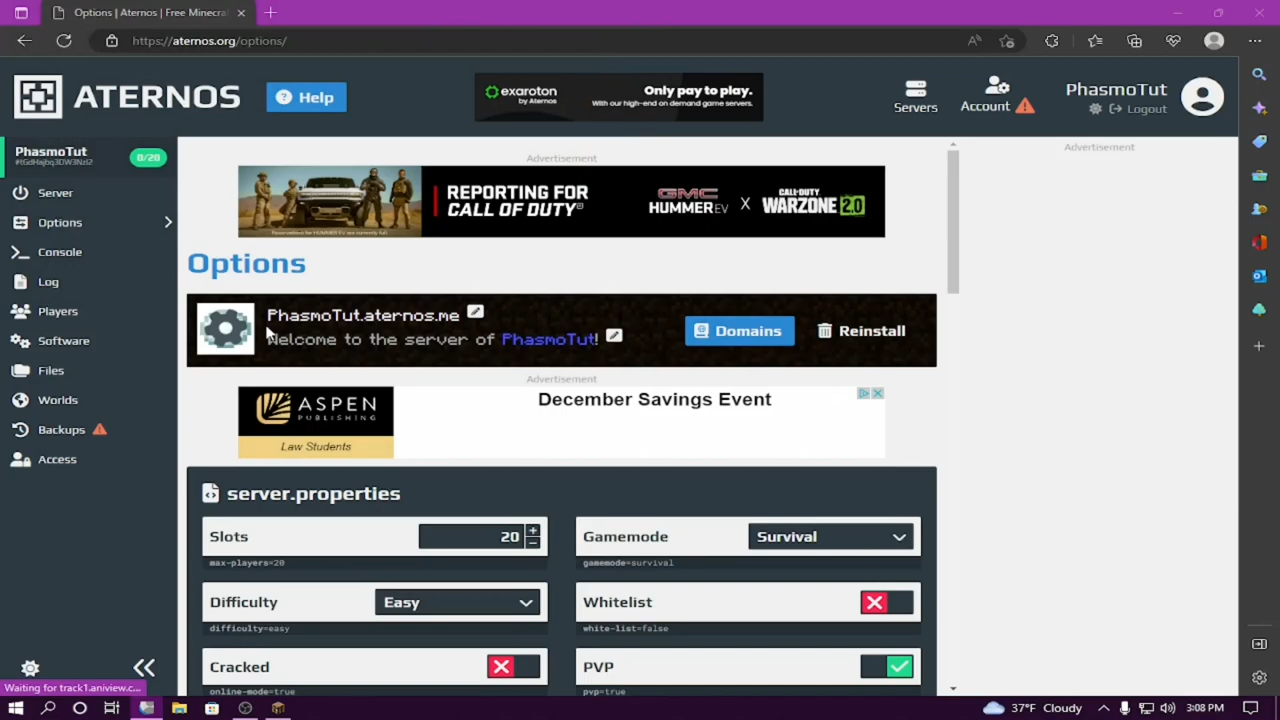 Options | Aternos | Free Minecra
https://aternos.org/options/
ATERNOS
Help
exaroton
by Aternos
Only pay to play.
With our high-end on demand game servers.
Servers
Account
PhasmoTut
Logout
PhasmoTut
8/20
Server
Options
Console
Log
Players
Software
Files
Worlds
Backups
Access
Advertisement
Advertisement
REPORTING FOR
CALL OF DUTY
GMC
HUMMER EV
X
CALL·DUTY
WARZONE 2.0
Options
PhasmoTut.aternos.me
Welcome to the server of PhasmoTut!
Domains
Reinstall
Advertisement
ASPEN
PUBLISHING
Law Students
December Savings Event
server.properties
Slots
20
max-players=20
Gamemode
Survival
gamemode=survival
Difficulty
Easy
difficulty=easy
Whitelist
white-list=false
Cracked
online-mode=true
PVP
pvp=true
Waiting for track1.aniview.c...
37°F Cloudy
3:08 PM